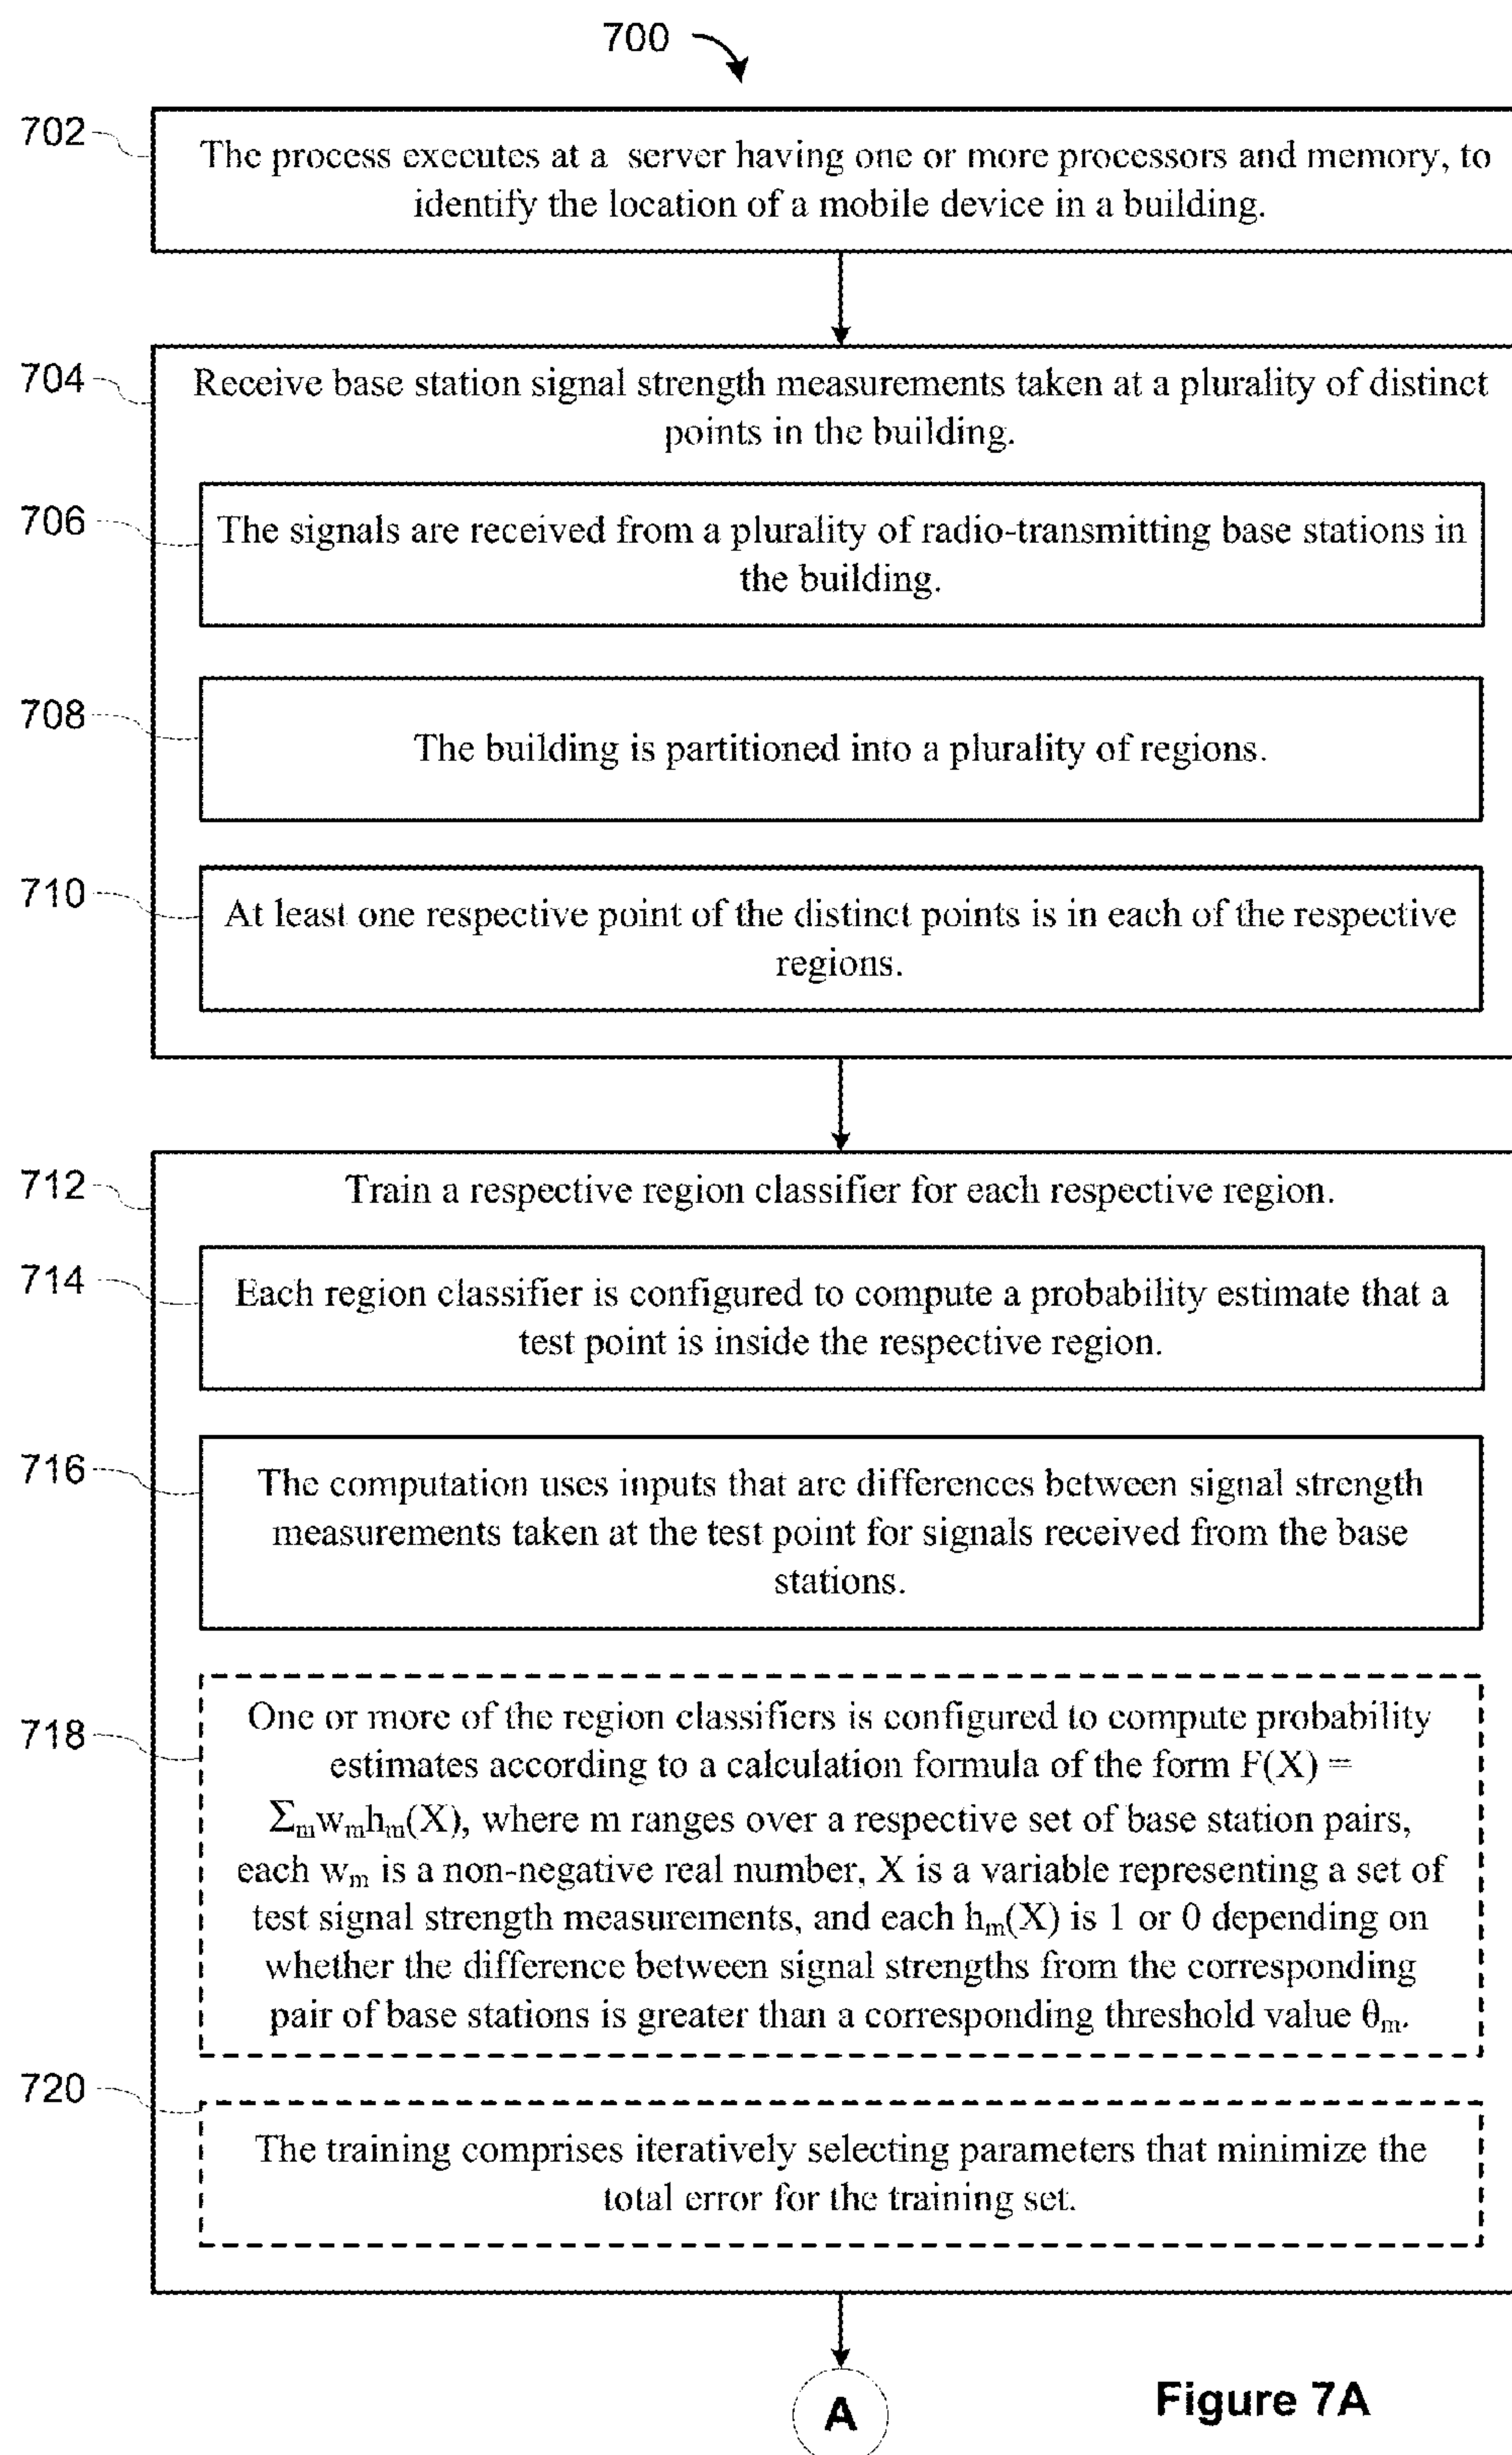 700
702
The process executes at a server having one or more processors and memory, to
identify the location of a mobile device in a building.
704
Receive base station signal strength measurements taken at a plurality of distinct
points in the building.
706
The signals are received from a plurality of radio-transmitting base stations in
the building.
708
The building is partitioned into a plurality of regions.
710
At least one respective point of the distinct points is in each of the respective
regions.
712
Train a respective region classifier for each respective region.
714
Each region classifier is configured to compute a probability estimate that a
test point is inside the respective region.
716
The computation uses inputs that are differences between signal strength
measurements taken at the test point for signals received from the base
stations.
718
One or more of the region classifiers is configured to compute probability
estimates according to a calculation formula of the form F(X) =
Σₘwₘhₘ(X), where m ranges over a respective set of base station pairs,
each wₘ is a non-negative real number, X is a variable representing a set of
test signal strength measurements, and each hₘ(X) is 1 or 0 depending on
whether the difference between signal strengths from the corresponding
pair of base stations is greater than a corresponding threshold value θₘ.
720
The training comprises iteratively selecting parameters that minimize the
total error for the training set.
A
Figure 7A